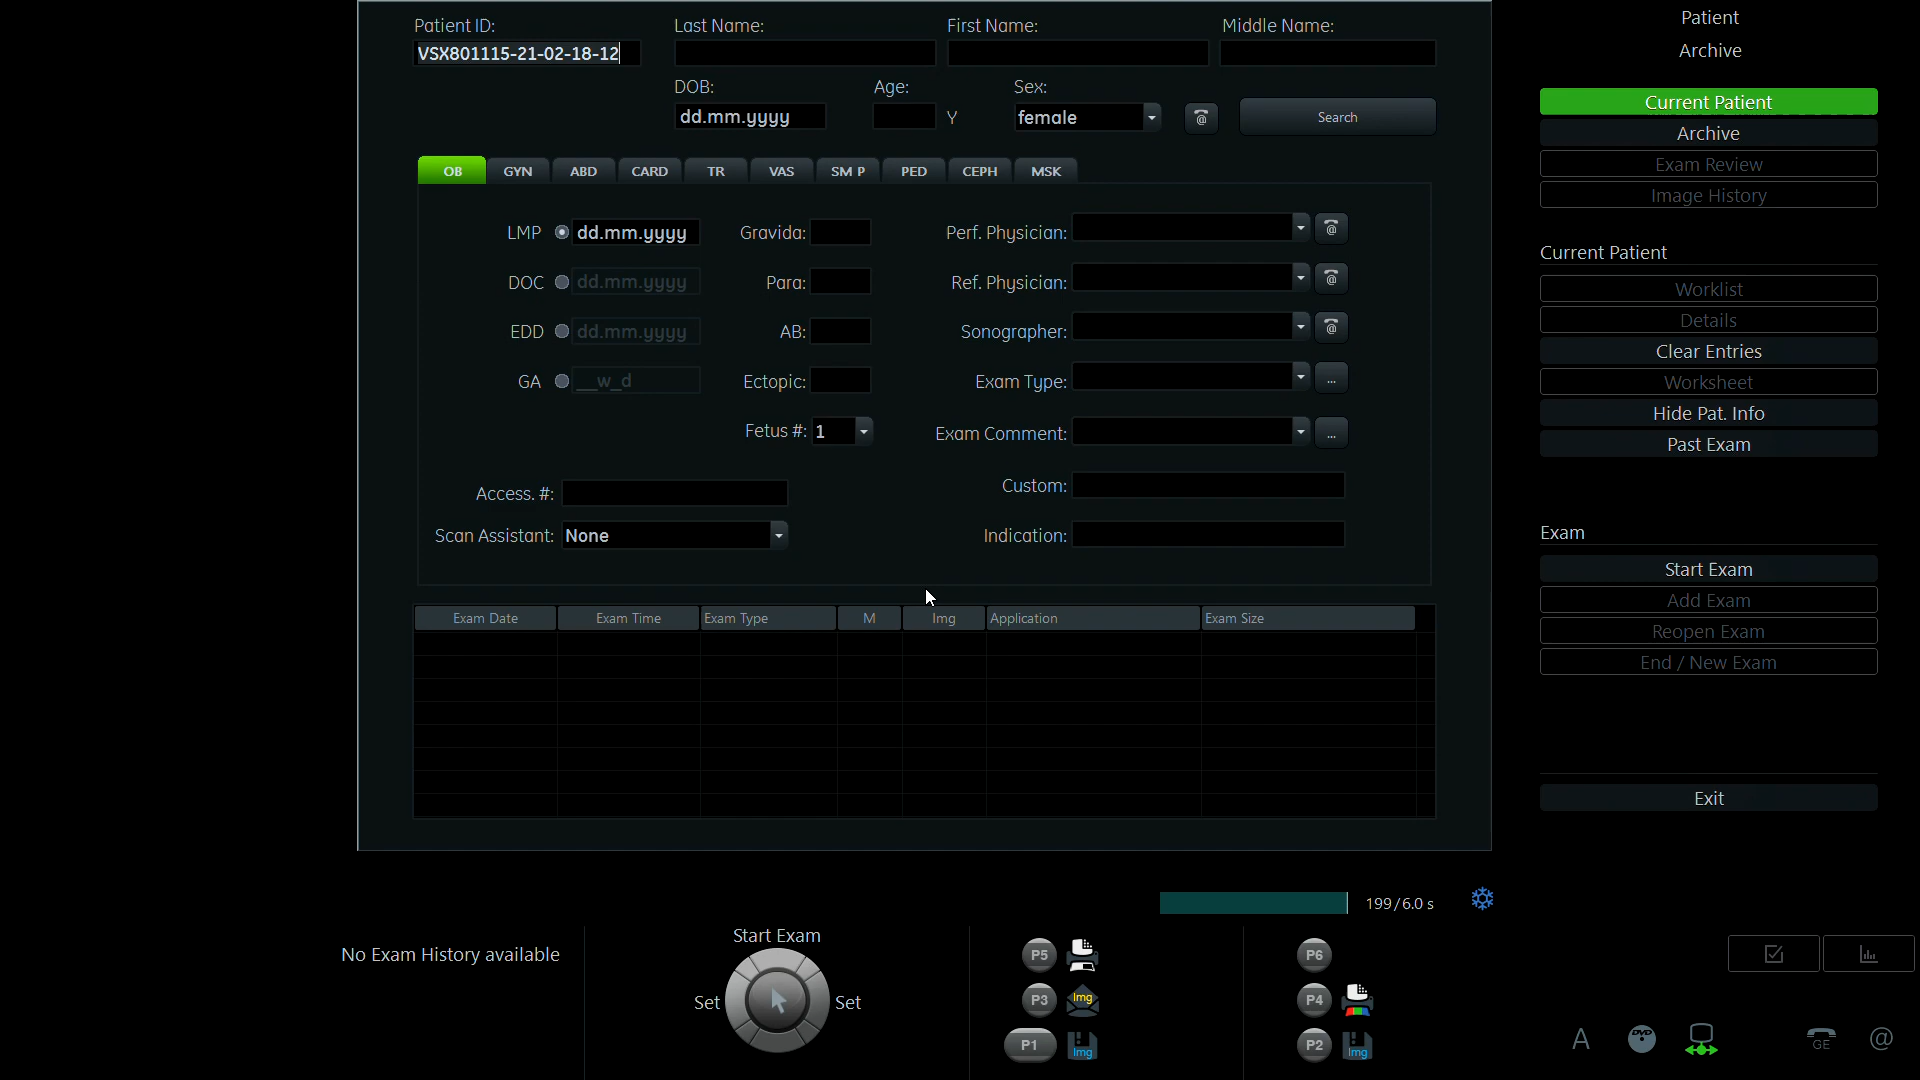 Patient ID: Last Name: First Name: Middle Name:
VSX801115-21-02-18-12
DOB: Age: Sex:
dd.mm.yyyy Y female @ Search
OB GYN ABD CARD TR VAS SM P PED CEPH MSK
LMP dd.mm.yyyy Gravida: Perf. Physician: @
DOC dd.mm.yyyy Para: Ref. Physician: @
EDD dd.mm.yyyy AB: Sonographer: @
GA __w_d Ectopic: Exam Type: ...
Fetus #: 1 Exam Comment: ...
Access. #: Custom:
Scan Assistant: None Indication:
Exam Date Exam Time Exam Type M Img Application Exam Size
Patient
Archive
Current Patient
Archive
Exam Review
Image History
Current Patient
Worklist
Details
Clear Entries
Worksheet
Hide Pat. Info
Past Exam
Exam
Start Exam
Add Exam
Reopen Exam
End / New Exam
Exit
199/6.0 s
No Exam History available
Start Exam
Set Set
P5 P6
P3 Img P4
P1 Img P2 Img
A DVD GE @